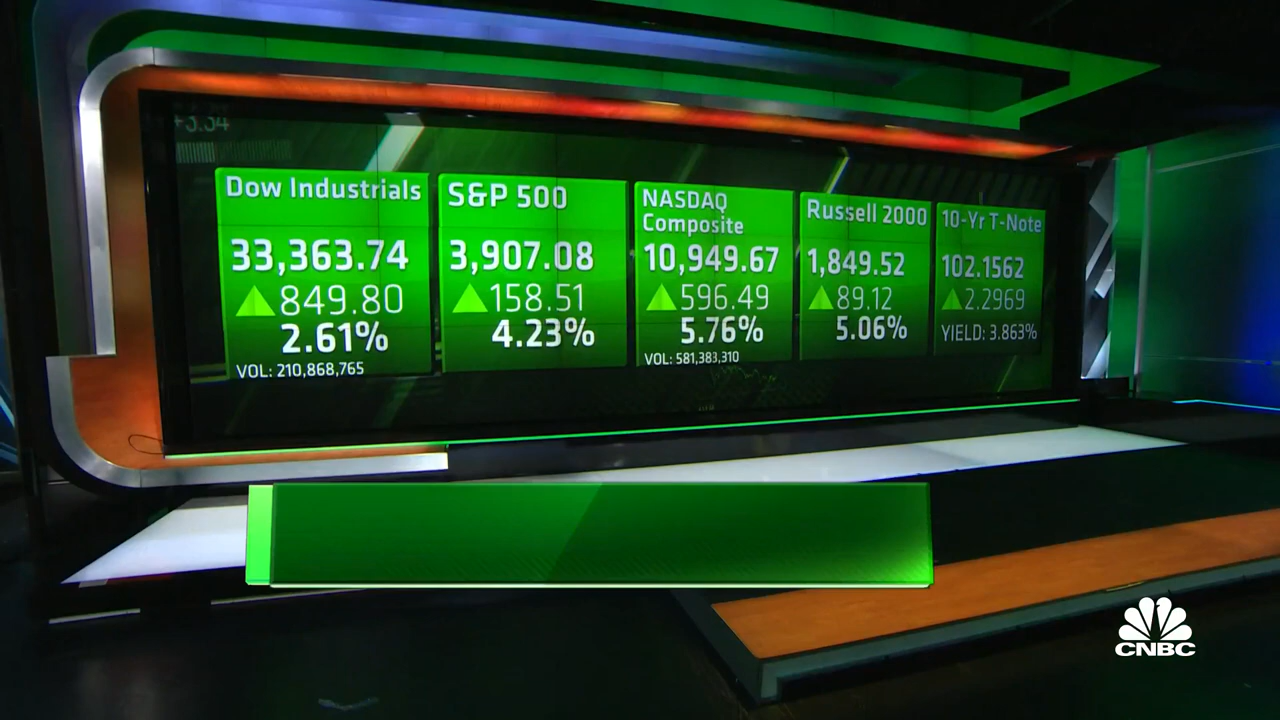 +3.34
Dow Industrials
33,363.74
849.80
2.61%
VOL: 210,868,765
S&P 500
3,907.08
158.51
4.23%
NASDAQ
Composite
10,949.67
596.49
5.76%
VOL: 581,383,310
Russell 2000
1,849.52
89.12
5.06%
10-Yr T-Note
102.1562
2.2969
YIELD: 3.863%
CNBC